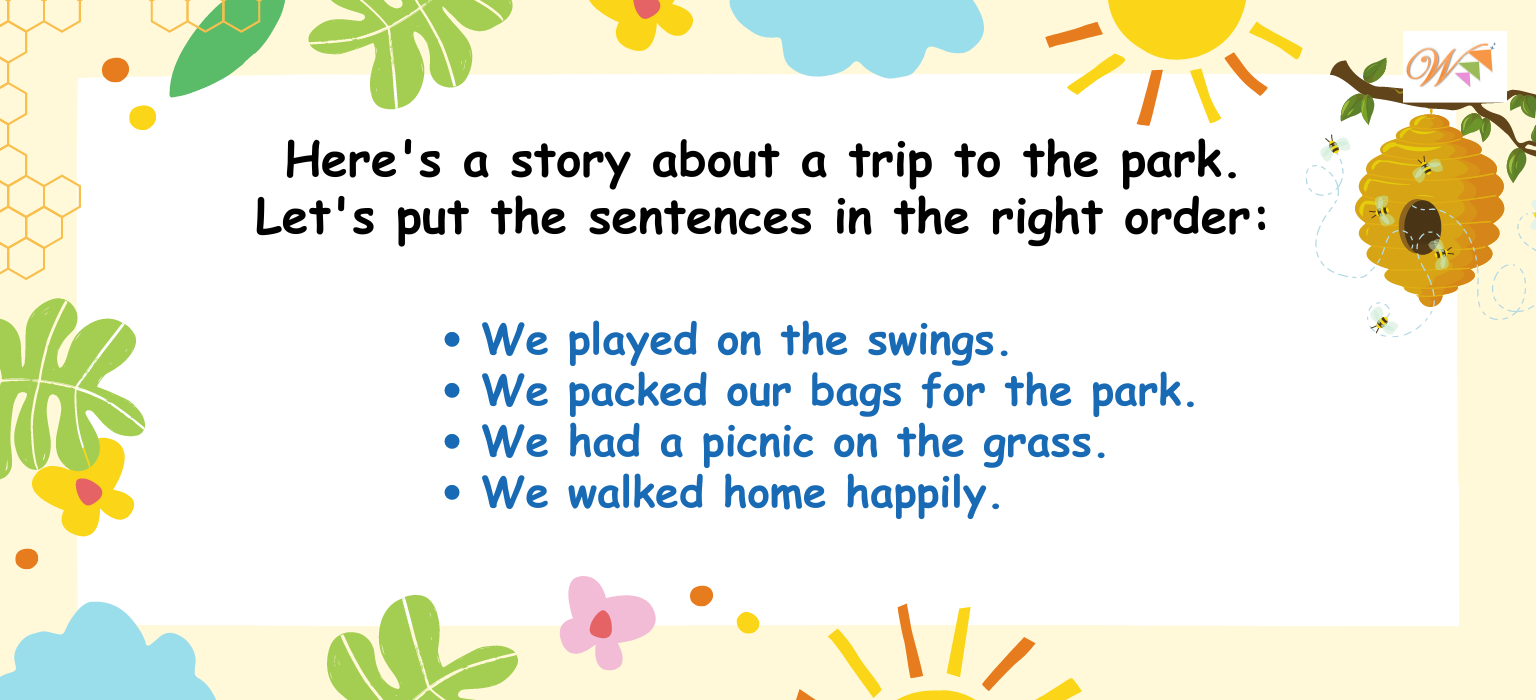 W
Here's a story about a trip to the park.
Let's put the sentences in the right order:
• We played on the swings.
• We packed our bags for the park.
• We had a picnic on the grass.
• We walked home happily.